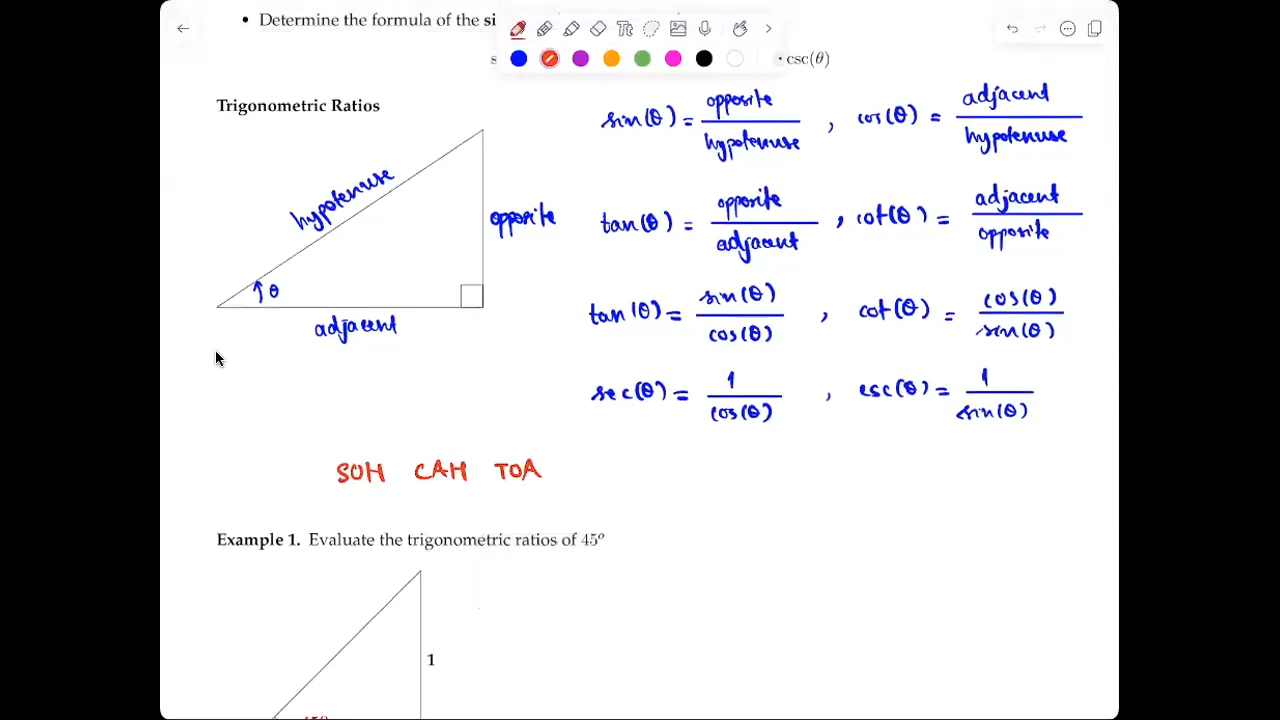 • Determine the formula of the si
s
· csc(θ)
Trigonometric Ratios
hypotenuse
opposite
θ
adjacent
sin(θ) = opposite / hypotenuse , cos(θ) = adjacent / hypotenuse
tan(θ) = opposite / adjacent , cot(θ) = adjacent / opposite
tan(θ) = sin(θ) / cos(θ) , cot(θ) = cos(θ) / sin(θ)
sec(θ) = 1 / cos(θ) , csc(θ) = 1 / sin(θ)
SOH CAH TOA
Example 1. Evaluate the trigonometric ratios of 45°
1